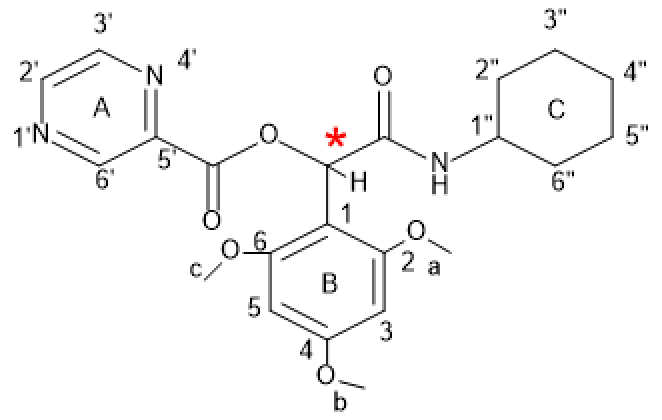 3' 3"
2' N 4' O 2" 4"
A C
1' N O * 1" 5"
5' N
6' H H 6"
O 1
O 6 O
c B 2 a
5 3
4
O
b